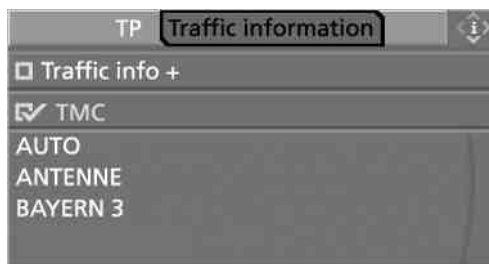 TP Traffic information i
Traffic info +
TMC
AUTO
ANTENNE
BAYERN 3